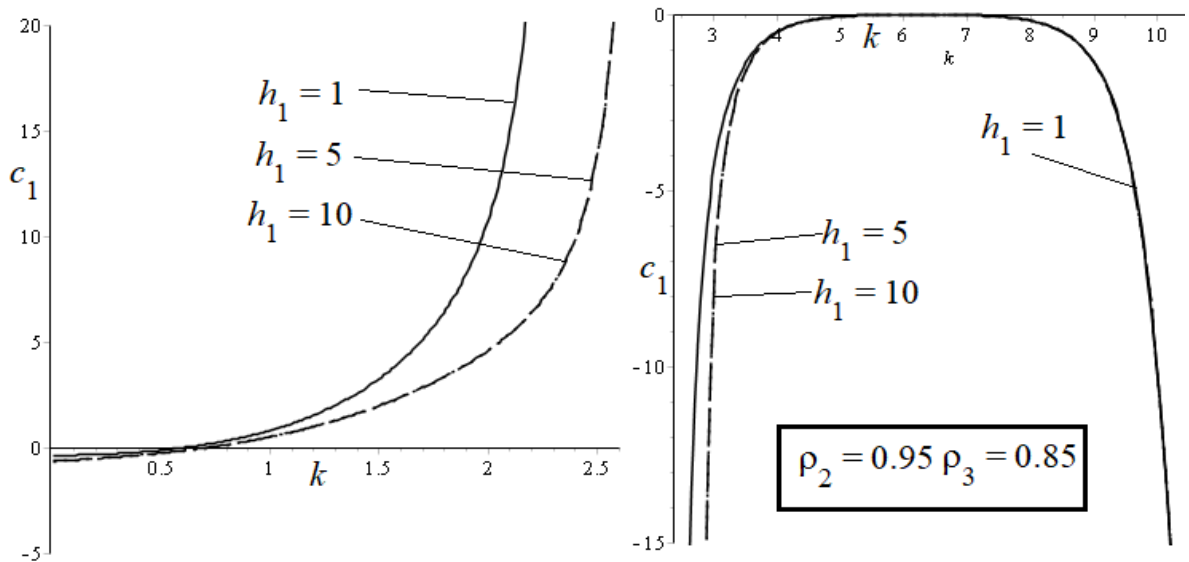 20
15
10
5
0
-5
c₁
0.5
1
1.5
2
2.5
k
h₁ = 1
h₁ = 5
h₁ = 10
0
3
4
5
6
7
8
9
10
k
k
-5
-10
-15
c₁
h₁ = 1
h₁ = 5
h₁ = 10
ρ₂ = 0.95 ρ₃ = 0.85